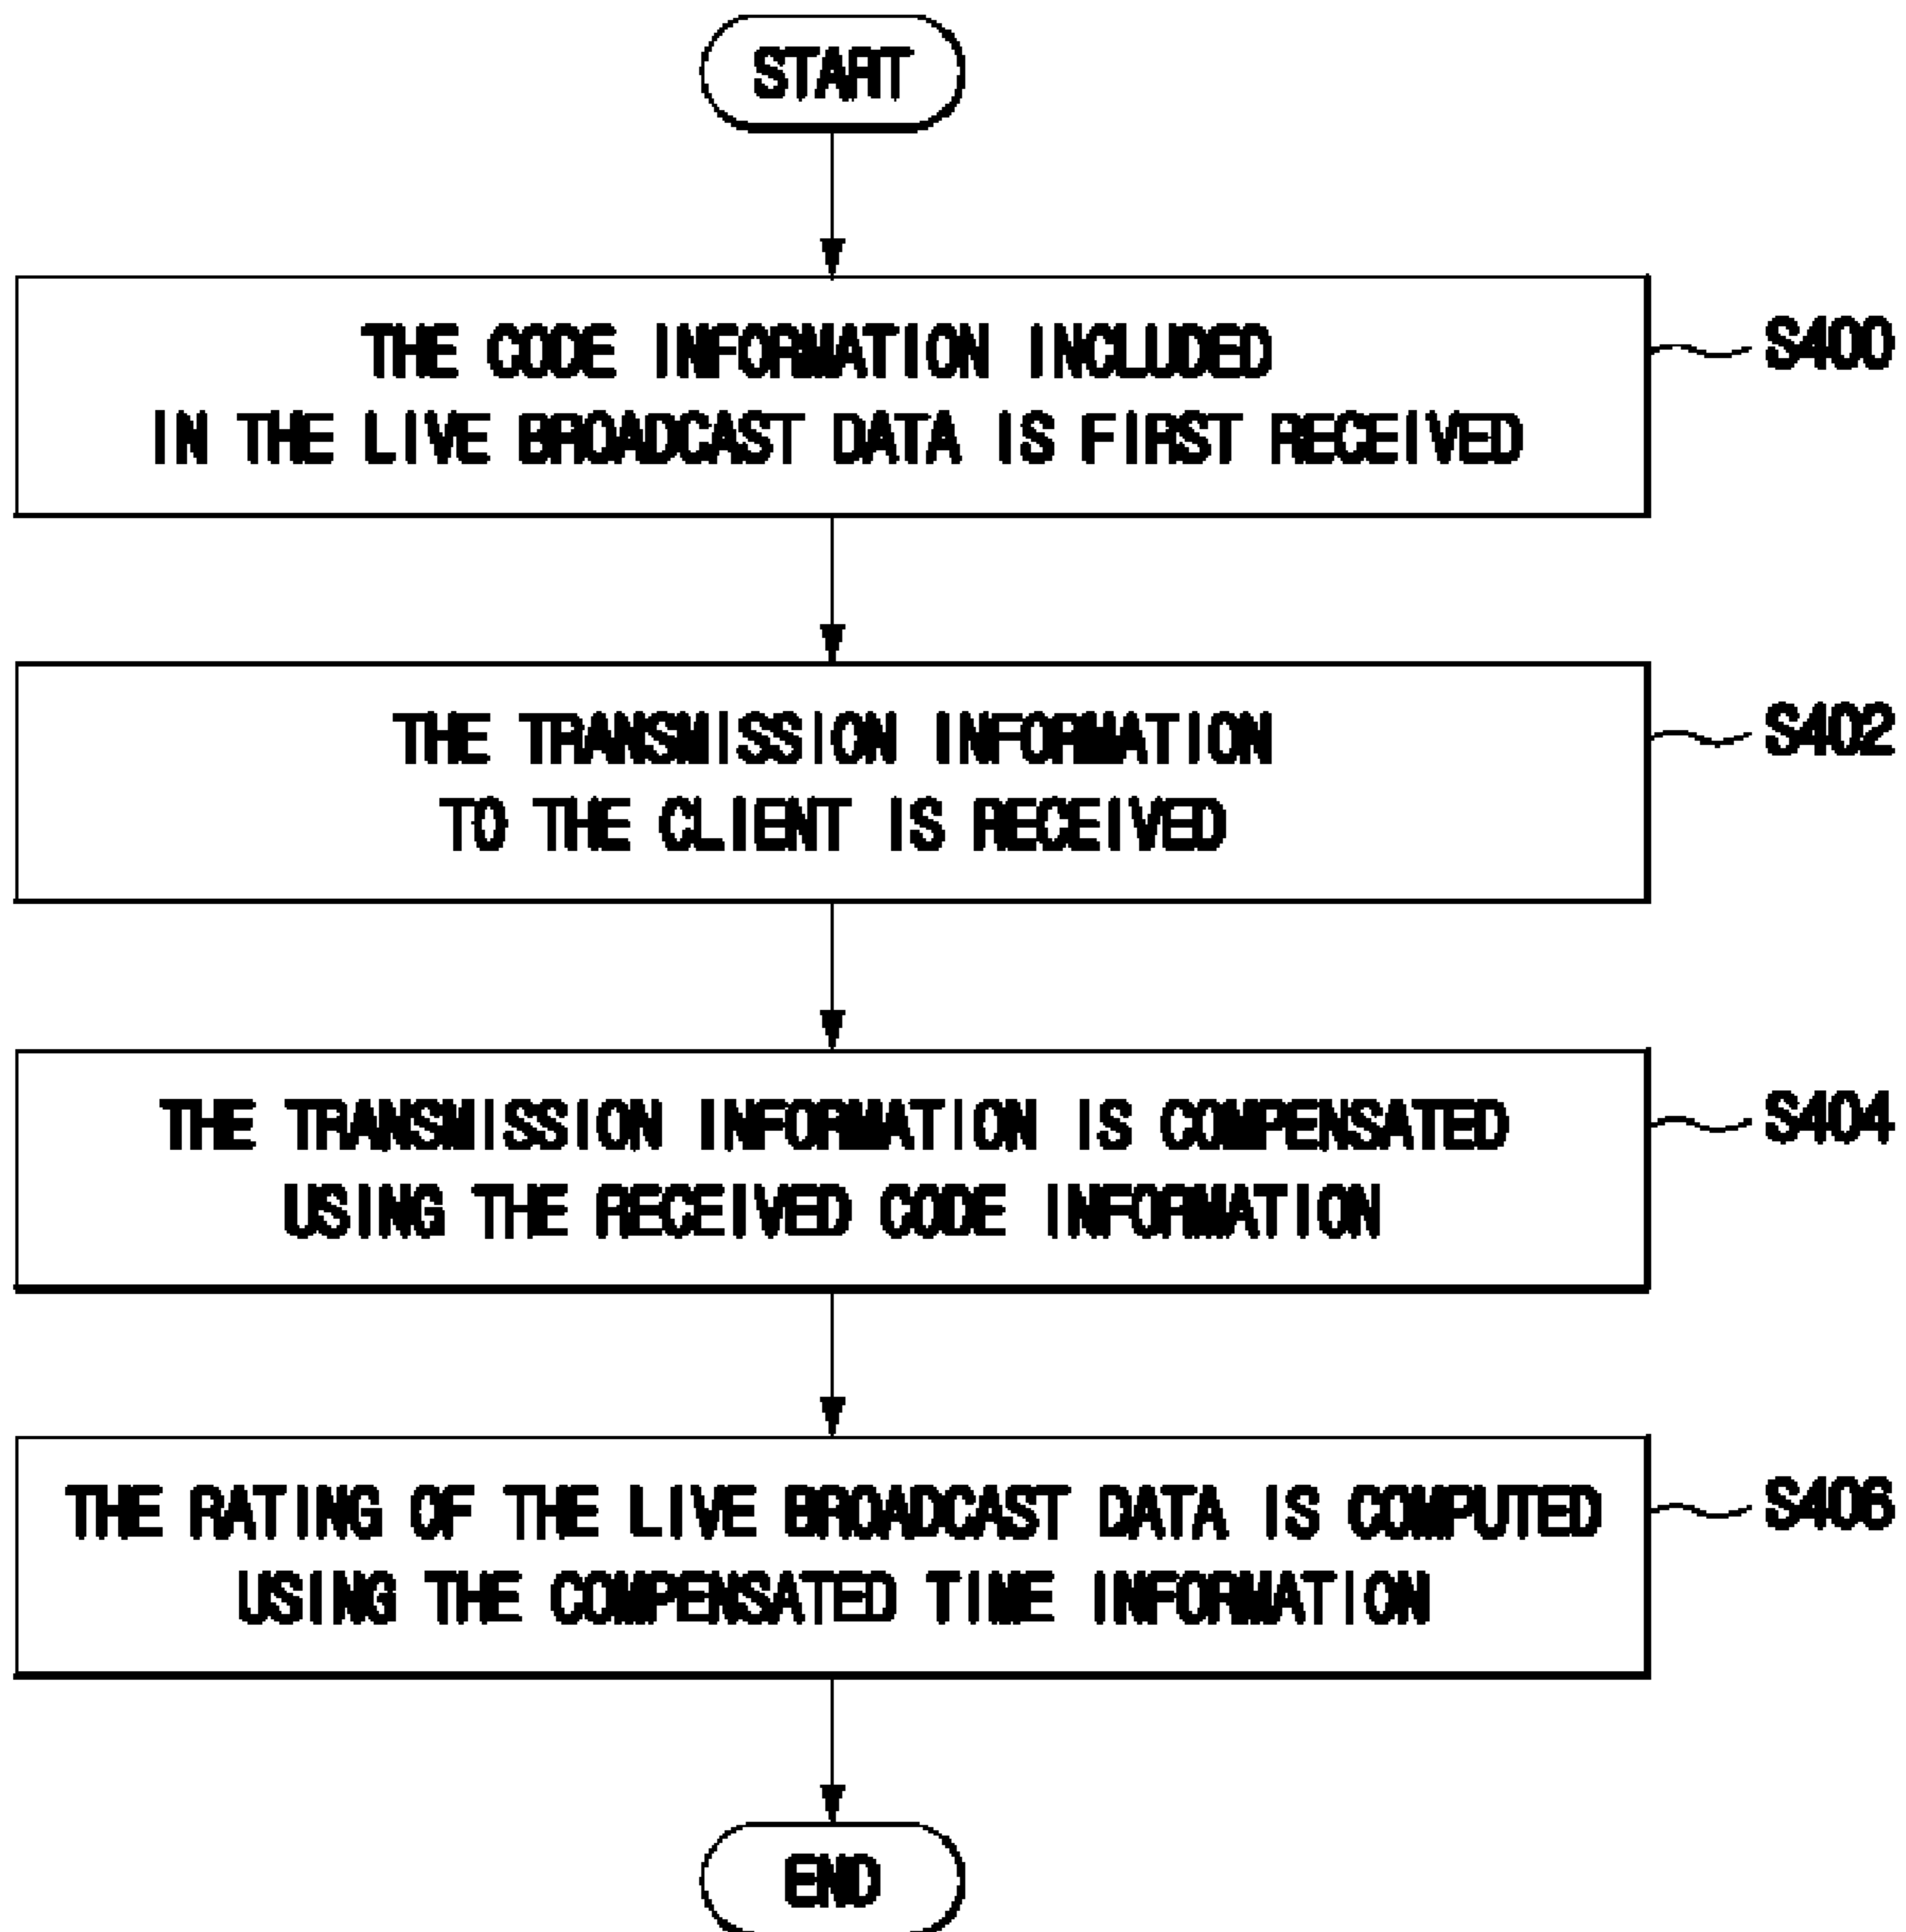 START
THE CODE INFORMATION INCLUDED
IN THE LIVE BROADCAST DATA IS FIRST RECEIVED
S400
THE TRANSMISSION INFORMATION
TO THE CLIENT IS RECEIVED
S402
THE TRANSMISSION INFORMATION IS COMPENSATED
USING THE RECEIVED CODE INFORMATION
S404
THE RATING OF THE LIVE BROADCAST DATA IS COMPUTED
USING THE COMPENSATED TIME INFORMATION
S406
END